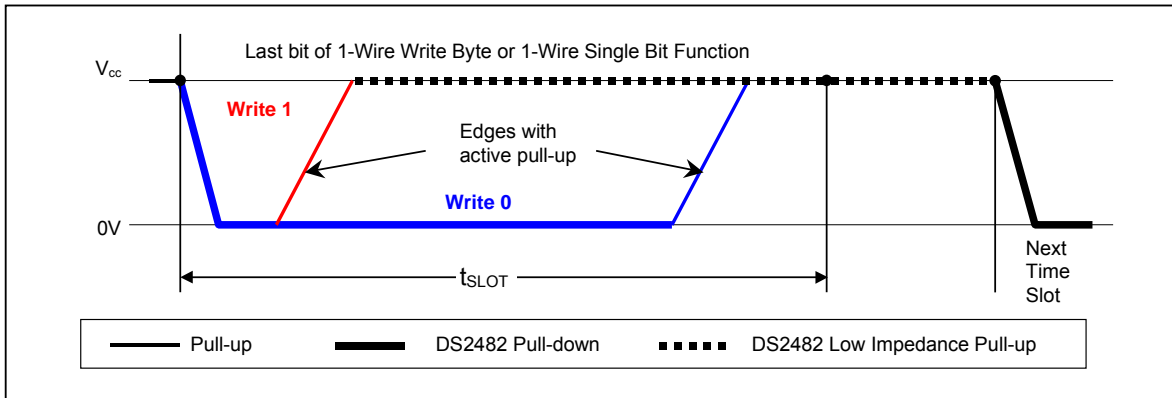 Last bit of 1-Wire Write Byte or 1-Wire Single Bit Function
Vcc
Write 1
Edges with
active pull-up
Write 0
0V
tSLOT
Next
Time
Slot
Pull-up
DS2482 Pull-down
DS2482 Low Impedance Pull-up